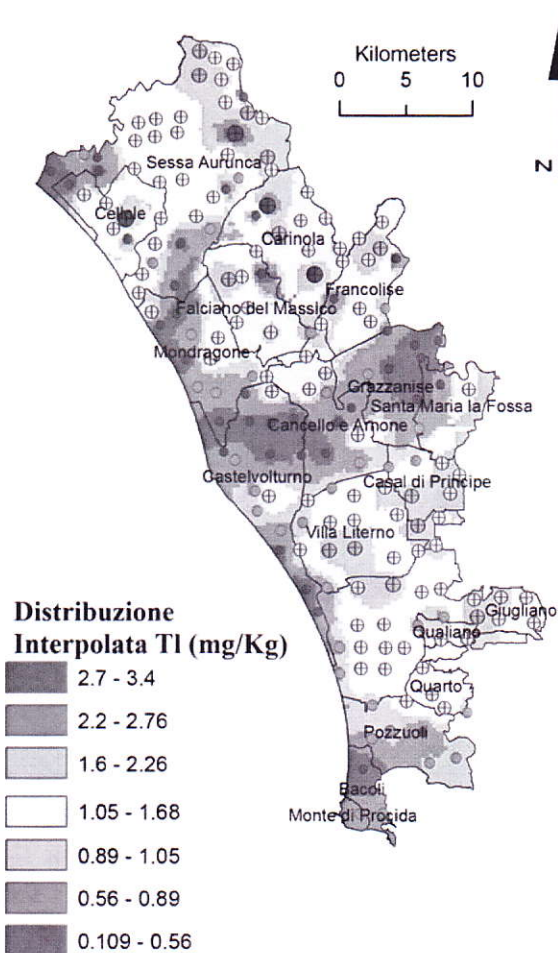 Kilometers
0 5 10
N
Sessa Aurunca
Cellole
Carinola
Francolise
Falciano del Massico
Mondragone
Grazzanise
Santa Maria la Fossa
Cancello e Arnone
Castelvolturno
Casal di Principe
Villa Literno
Giugliano
Qualiano
Quarto
Pozzuoli
Bacoli
Monte di Procida
Distribuzione
Interpolata Tl (mg/Kg)
2.7 - 3.4
2.2 - 2.76
1.6 - 2.26
1.05 - 1.68
0.89 - 1.05
0.56 - 0.89
0.109 - 0.56